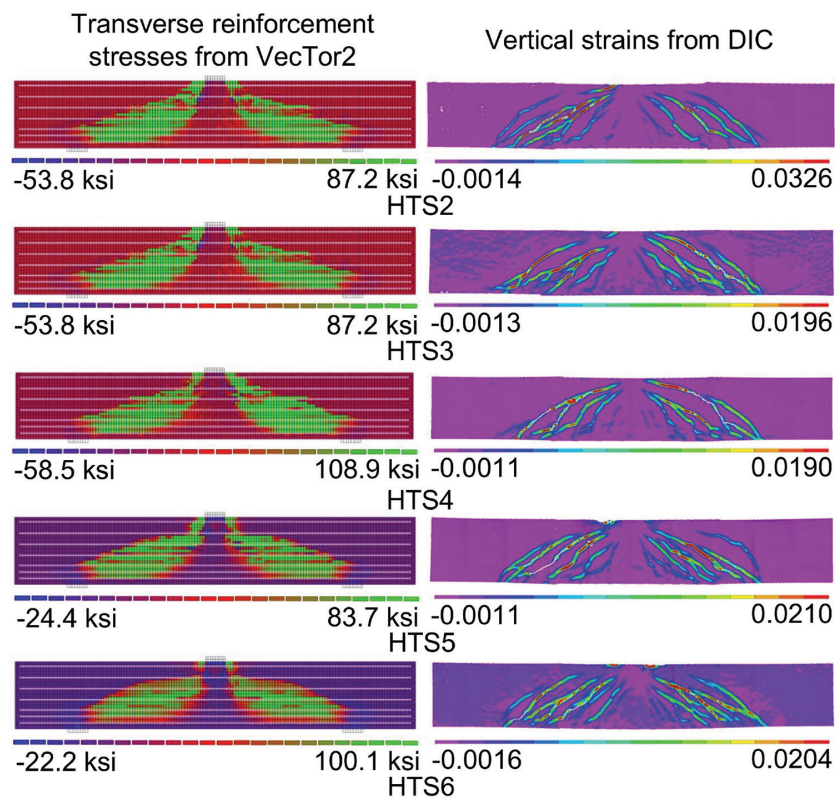 Transverse reinforcement
stresses from VecTor2
Vertical strains from DIC
-53.8 ksi 87.2 ksi -0.0014 0.0326
HTS2
-53.8 ksi 87.2 ksi -0.0013 0.0196
HTS3
-58.5 ksi 108.9 ksi -0.0011 0.0190
HTS4
-24.4 ksi 83.7 ksi -0.0011 0.0210
HTS5
-22.2 ksi 100.1 ksi -0.0016 0.0204
HTS6